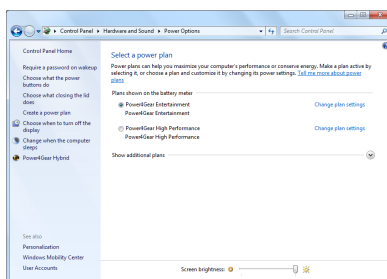 Control Panel ▸ Hardware and Sound ▸ Power Options
Search Control Panel
Control Panel Home
Require a password on wakeup
Choose what the power
buttons do
Choose what closing the lid
does
Create a power plan
Choose when to turn off the
display
Change when the computer
sleeps
Power4Gear Hybrid
See also
Personalization
Windows Mobility Center
User Accounts
Select a power plan
Power plans can help you maximize your computer's performance or conserve energy. Make a plan active by
selecting it, or choose a plan and customize it by changing its power settings. Tell me more about power
plans
Plans shown on the battery meter
Power4Gear Entertainment Change plan settings
Power4Gear Entertainment
Power4Gear High Performance Change plan settings
Power4Gear High Performance
Show additional plans
Screen brightness: